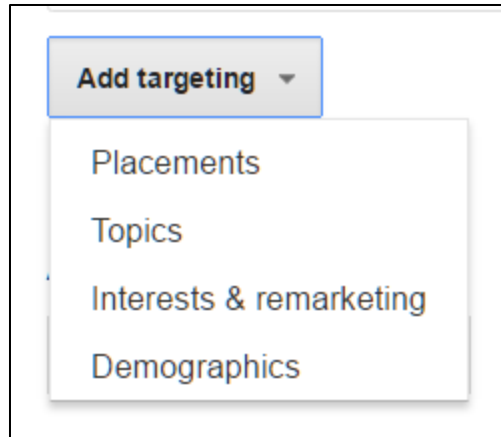 Add targeting
Placements
Topics
Interests & remarketing
Demographics